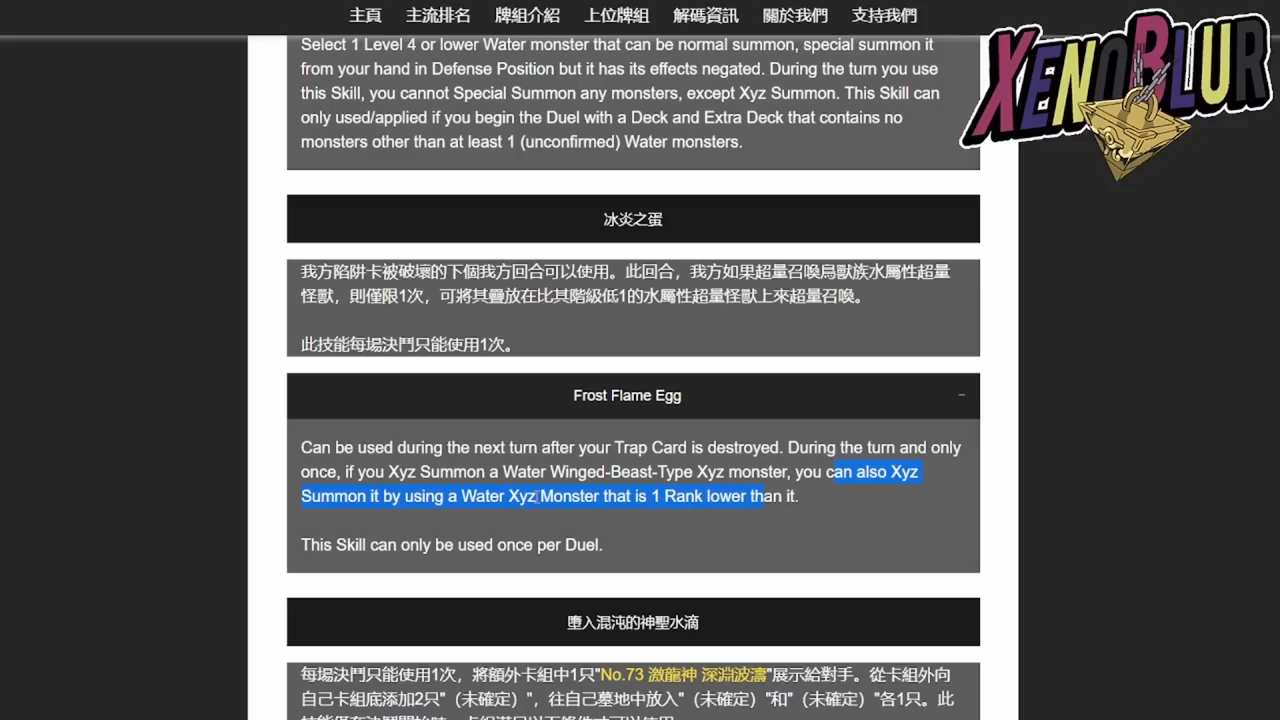 主頁 主流排名 牌組介紹 上位牌組 解碼資訊 關於我們 支持我們
XENOBLUR
Select 1 Level 4 or lower Water monster that can be normal summon, special summon it
from your hand in Defense Position but it has its effects negated. During the turn you use
this Skill, you cannot Special Summon any monsters, except Xyz Summon. This Skill can
only used/applied if you begin the Duel with a Deck and Extra Deck that contains no
monsters other than at least 1 (unconfirmed) Water monsters.
冰炎之蛋
我方陷阱卡被破壞的下個我方回合可以使用。此回合，我方如果超量召喚鳥獸族水屬性超量
怪獸，則僅限1次，可將其疊放在比其階級低1的水屬性超量怪獸上來超量召喚。
此技能每場決鬥只能使用1次。
Frost Flame Egg
Can be used during the next turn after your Trap Card is destroyed. During the turn and only
once, if you Xyz Summon a Water Winged-Beast-Type Xyz monster, you can also Xyz
Summon it by using a Water Xyz Monster that is 1 Rank lower than it.
This Skill can only be used once per Duel.
墮入混沌的神聖水滴
每場決鬥只能使用1次，將額外卡組中1只"No.73 激龍神 深淵波濤"展示給對手。從卡組外向
自己卡組底添加2只"（未確定）"，往自己墓地中放入"（未確定）"和"（未確定）"各1只。此